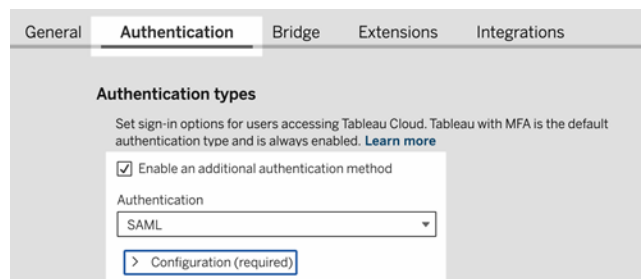 General Authentication Bridge Extensions Integrations
Authentication types
Set sign-in options for users accessing Tableau Cloud. Tableau with MFA is the default
authentication type and is always enabled. Learn more
Enable an additional authentication method
Authentication
SAML
Configuration (required)